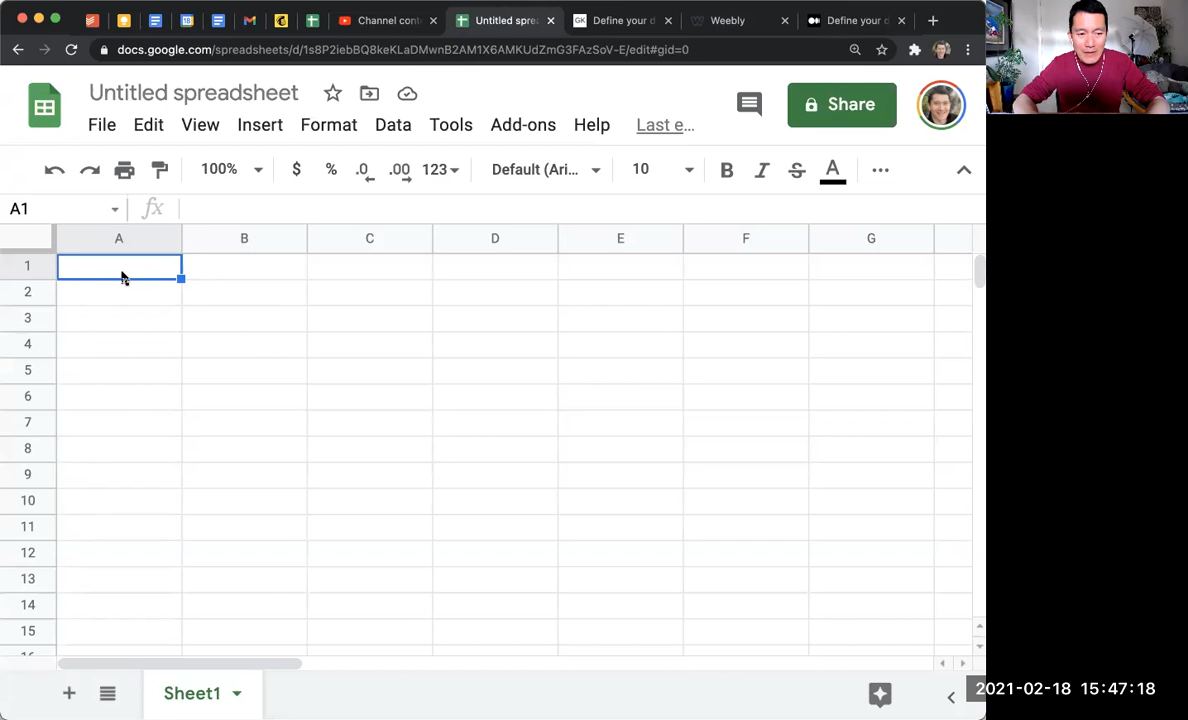 Channel cont
Untitled spre
GK
Define your d
Weebly
Define your d
docs.google.com/spreadsheets/d/1s8P2iebBQ8keKLaDMwnB2AM1X6AMKUdZmG3FAzSoV-E/edit#gid=0
Untitled spreadsheet
Share
File Edit View Insert Format Data Tools Add-ons Help Last e...
100% $ % .0 .00 123 Default (Ari... 10 B I S A
A1 fx
A B C D E F G
1
2
3
4
5
6
7
8
9
10
11
12
13
14
15
Sheet1
2021-02-18 15:47:18